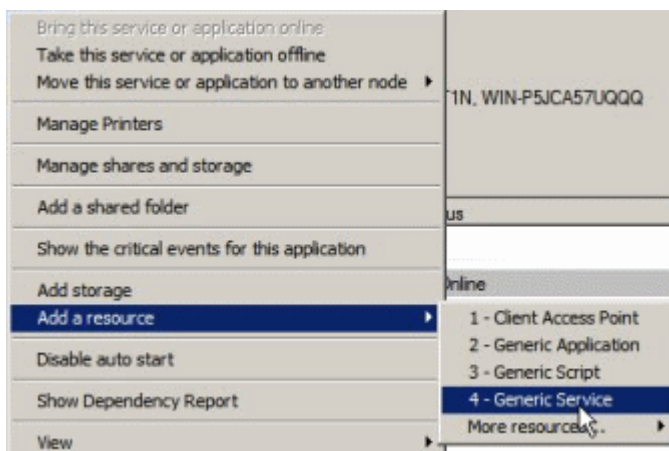 Bring this service or application online
Take this service or application offline
Move this service or application to another node
T1N, WIN-P5JCA57UQQQ
Manage Printers
Manage shares and storage
Add a shared folder
us
Show the critical events for this application
Add storage
Online
Add a resource
1 - Client Access Point
2 - Generic Application
Disable auto start
3 - Generic Script
Show Dependency Report
4 - Generic Service
More resources...
View